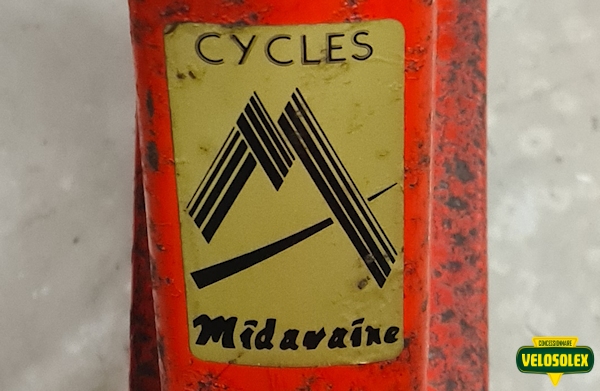 CYCLES
Midavaine
CONCESSIONNAIRE
VELOSOLEX